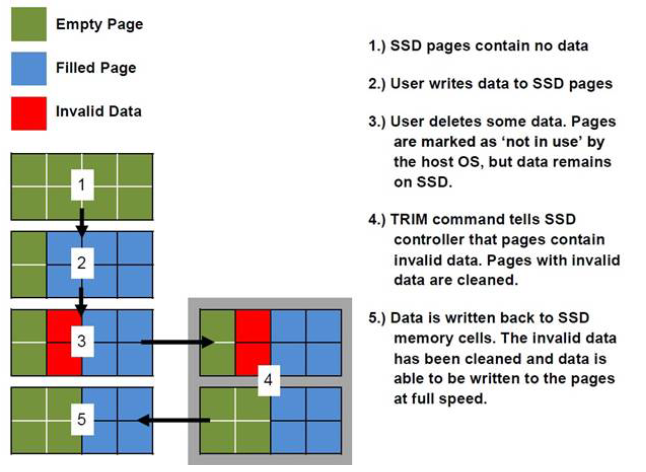 Empty Page
Filled Page
Invalid Data
1
2
3
4
5
1.) SSD pages contain no data
2.) User writes data to SSD pages
3.) User deletes some data. Pages
are marked as ‘not in use’ by
the host OS, but data remains
on SSD.
4.) TRIM command tells SSD
controller that pages contain
invalid data. Pages with invalid
data are cleaned.
5.) Data is written back to SSD
memory cells. The invalid data
has been cleaned and data is
able to be written to the pages
at full speed.